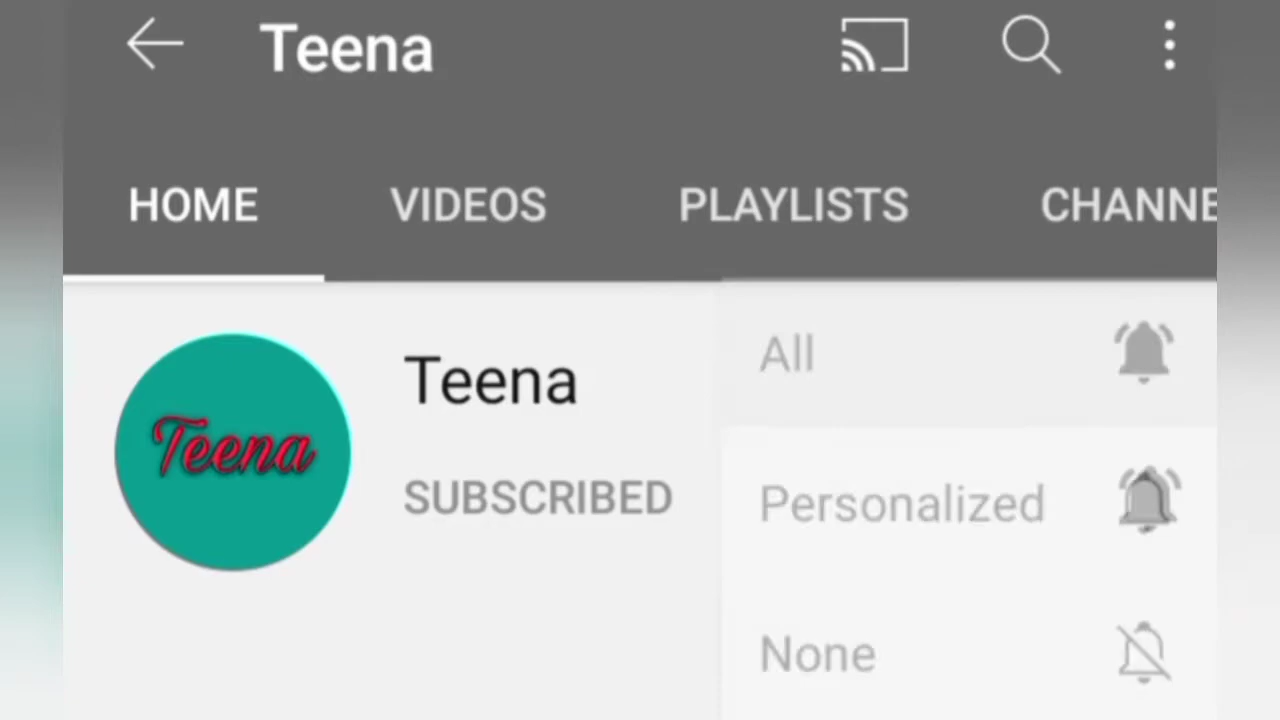 Teena
HOME VIDEOS PLAYLISTS CHANNE
Teena
Teena
SUBSCRIBED
All
Personalized
None